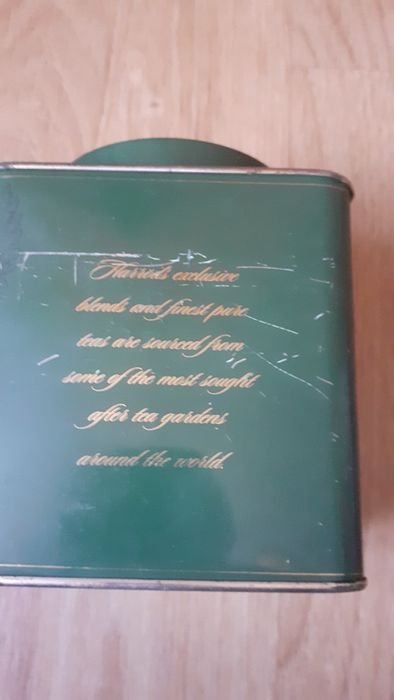 Harrods exclusive
blends and finest pure
teas are sourced from
some of the most sought
after tea gardens
around the world.